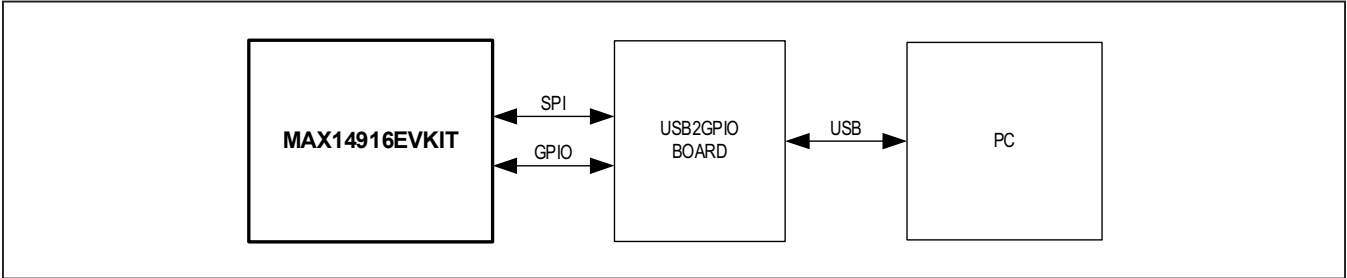 MAX14916EVKIT
SPI
GPIO
USB2GPIO
BOARD
USB
PC